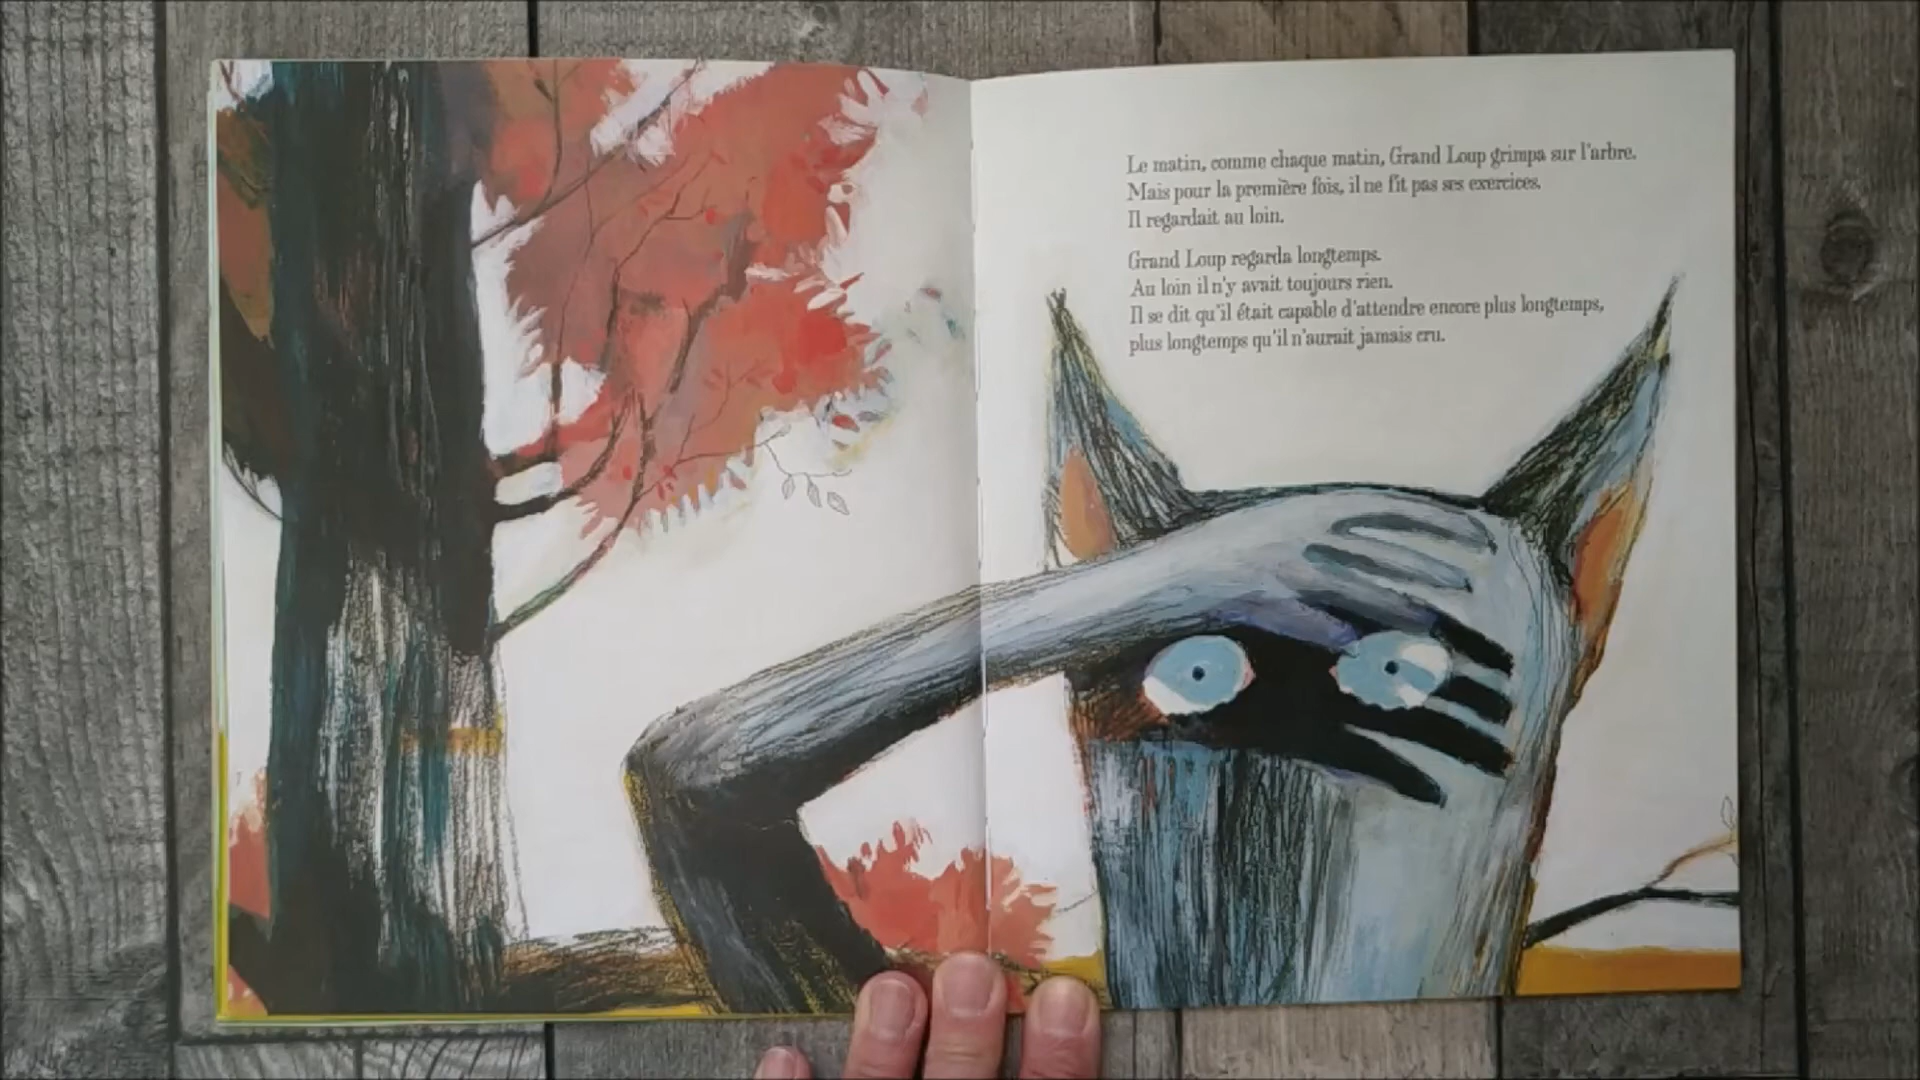 Le matin, comme chaque matin, Grand Loup grimpa sur l'arbre.
Mais pour la première fois, il ne fit pas ses exercices.
Il regardait au loin.
Grand Loup regarda longtemps.
Au loin il n'y avait toujours rien.
Il se dit qu'il était capable d'attendre encore plus longtemps,
plus longtemps qu'il n'aurait jamais cru.